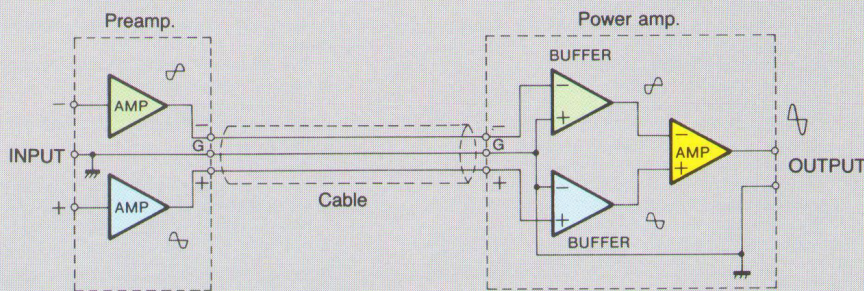 Preamp.
Power amp.
BUFFER
−
AMP
−
−
−
+
−
INPUT
G
G
AMP
+
OUTPUT
+
AMP
+
+
Cable
−
+
BUFFER